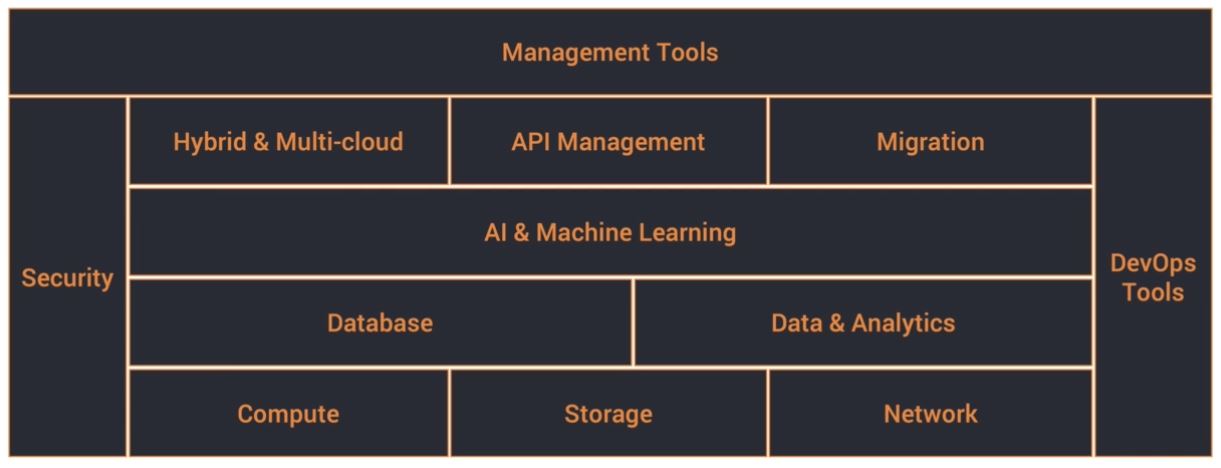 Management Tools
Hybrid & Multi-cloud
API Management
Migration
AI & Machine Learning
Security
DevOps
Tools
Database
Data & Analytics
Compute
Storage
Network